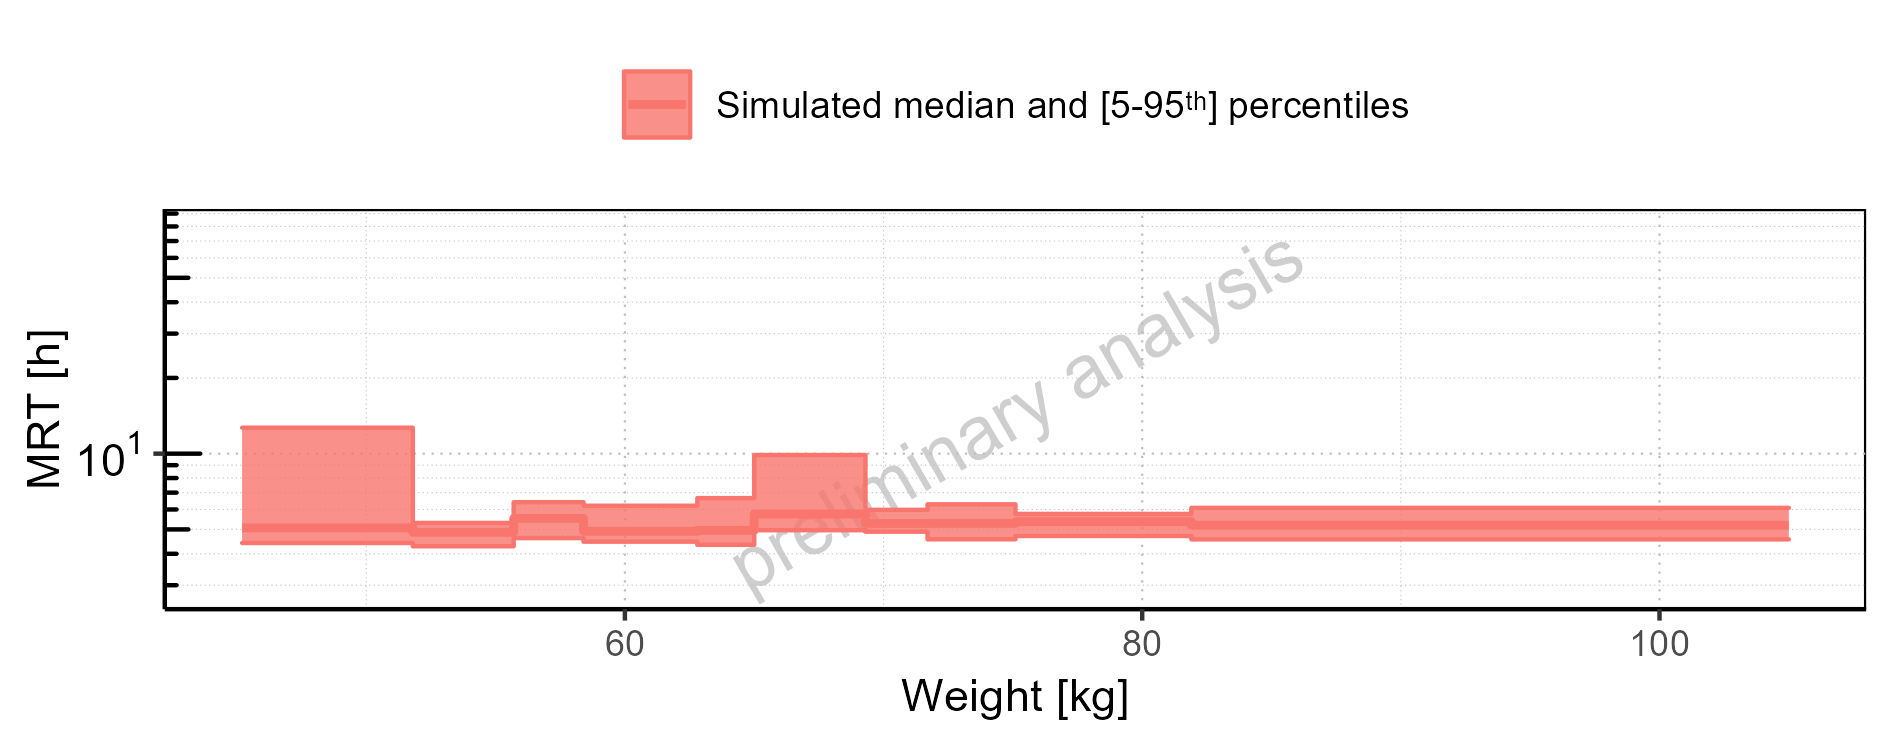 Simulated median and [5-95th] percentiles
MRT [h]
10¹
preliminary analysis
60 80 100
Weight [kg]